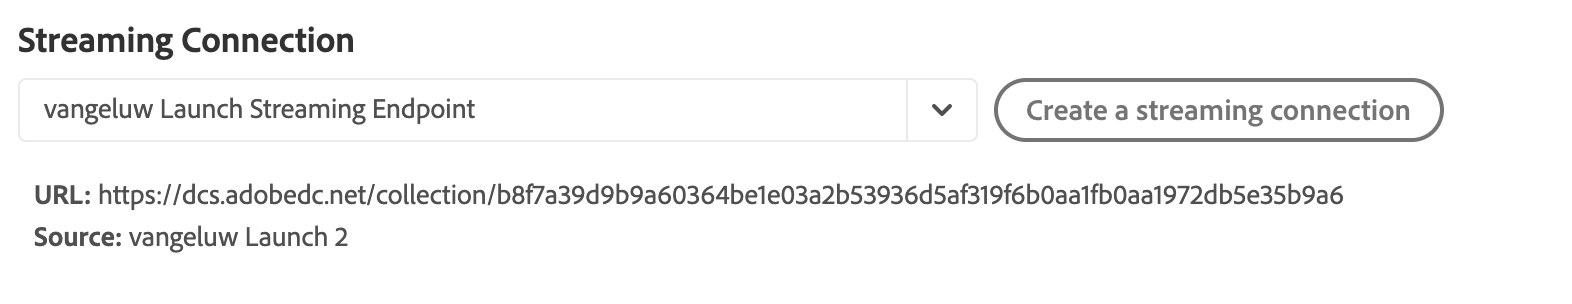 Streaming Connection
vangeluw Launch Streaming Endpoint
Create a streaming connection
URL: https://dcs.adobedc.net/collection/b8f7a39d9b9a60364be1e03a2b53936d5af319f6b0aa1fb0aa1972db5e35b9a6
Source: vangeluw Launch 2